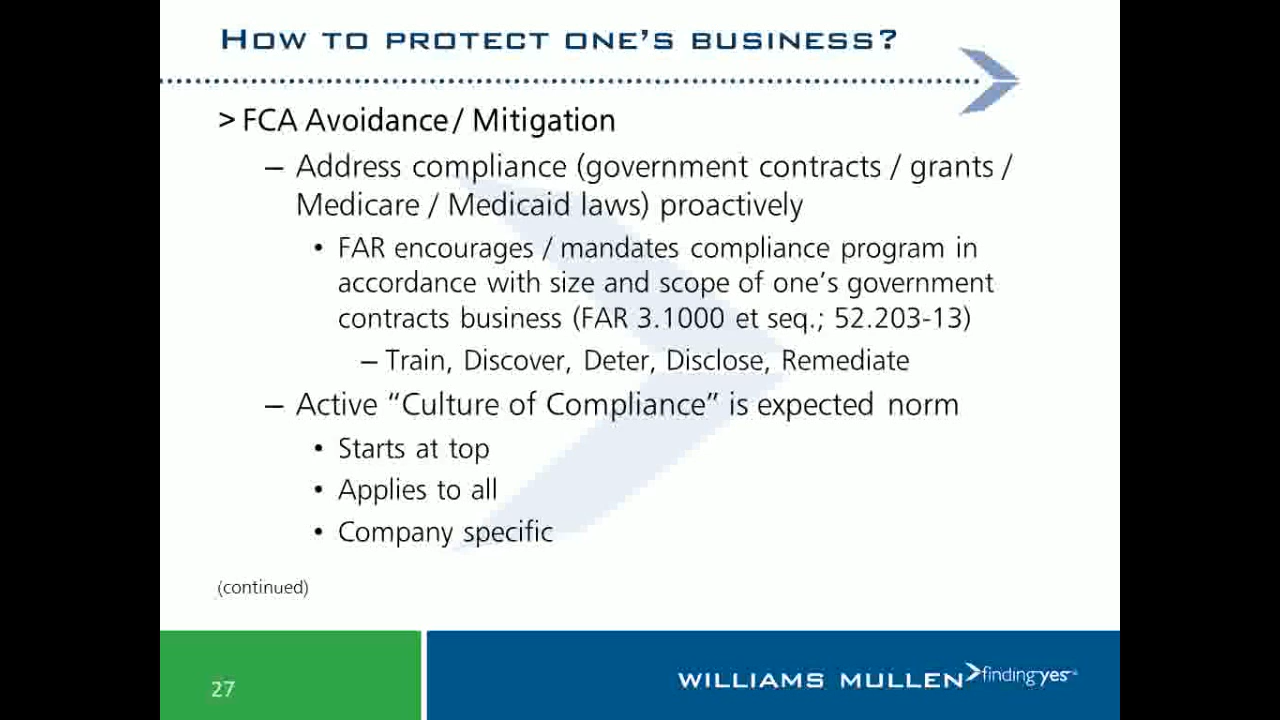 HOW TO PROTECT ONE'S BUSINESS?
> FCA Avoidance / Mitigation
– Address compliance (government contracts / grants /
Medicare / Medicaid laws) proactively
• FAR encourages / mandates compliance program in
accordance with size and scope of one's government
contracts business (FAR 3.1000 et seq.; 52.203-13)
– Train, Discover, Deter, Disclose, Remediate
– Active “Culture of Compliance” is expected norm
• Starts at top
• Applies to all
• Company specific
(continued)
27
WILLIAMS MULLEN finding yes